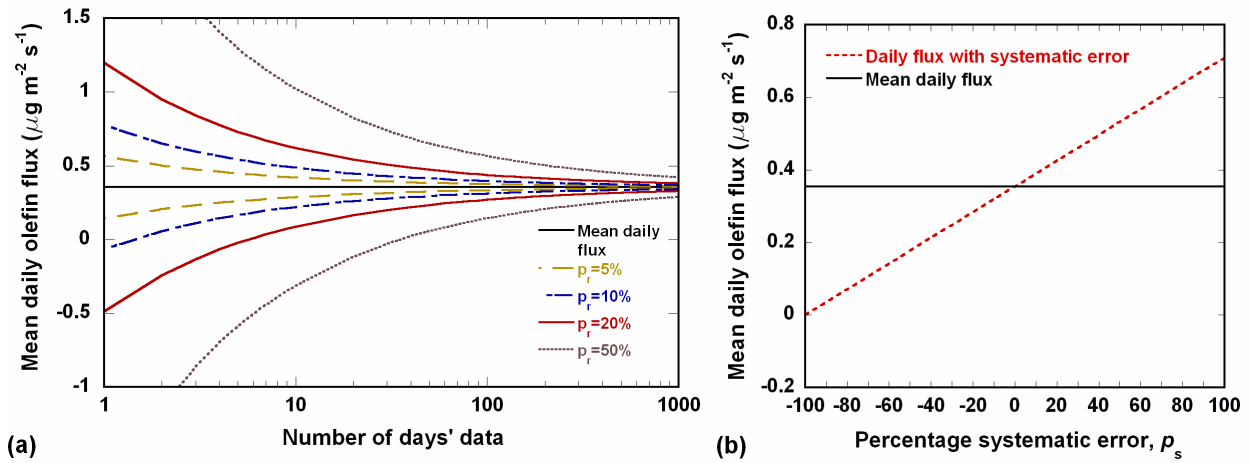 Mean daily olefin flux (μg m-2 s-1)
1.5
1
0.5
0
-0.5
-1
Mean daily
flux
pr=5%
pr=10%
pr=20%
pr=50%
1
10
100
1000
Number of days' data
(a)
Mean daily olefin flux (μg m-2 s-1)
0.8
0.6
0.4
0.2
0
-0.2
Daily flux with systematic error
Mean daily flux
-100 -80 -60 -40 -20 0 20 40 60 80 100
Percentage systematic error, ps
(b)